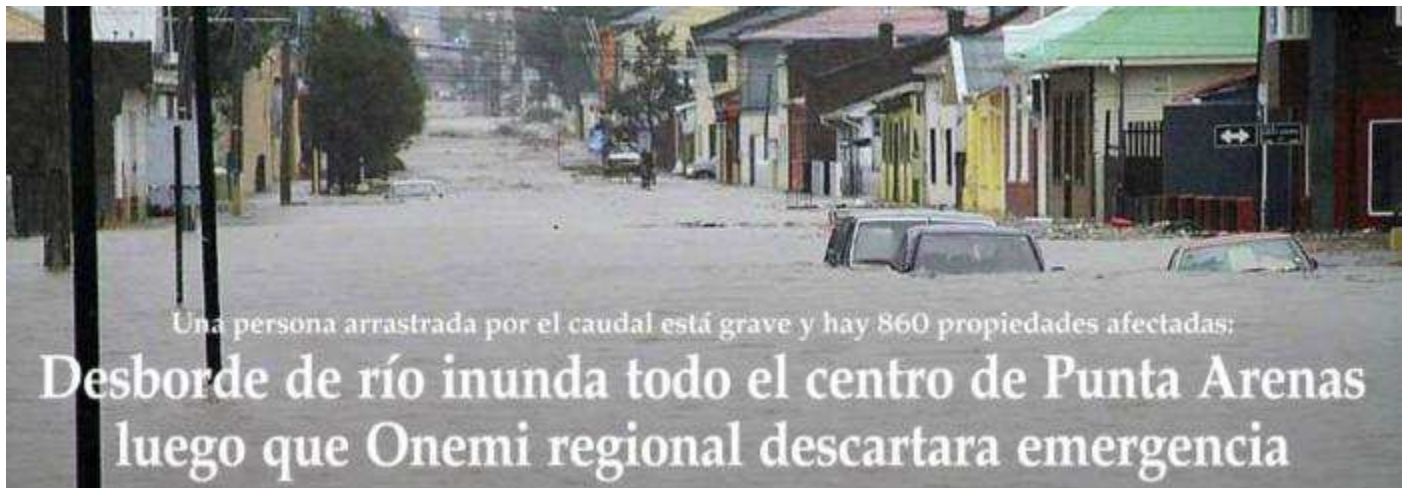 Una persona arrastrada por el caudal está grave y hay 860 propiedades afectadas:
Desborde de río inunda todo el centro de Punta Arenas
luego que Onemi regional descartara emergencia